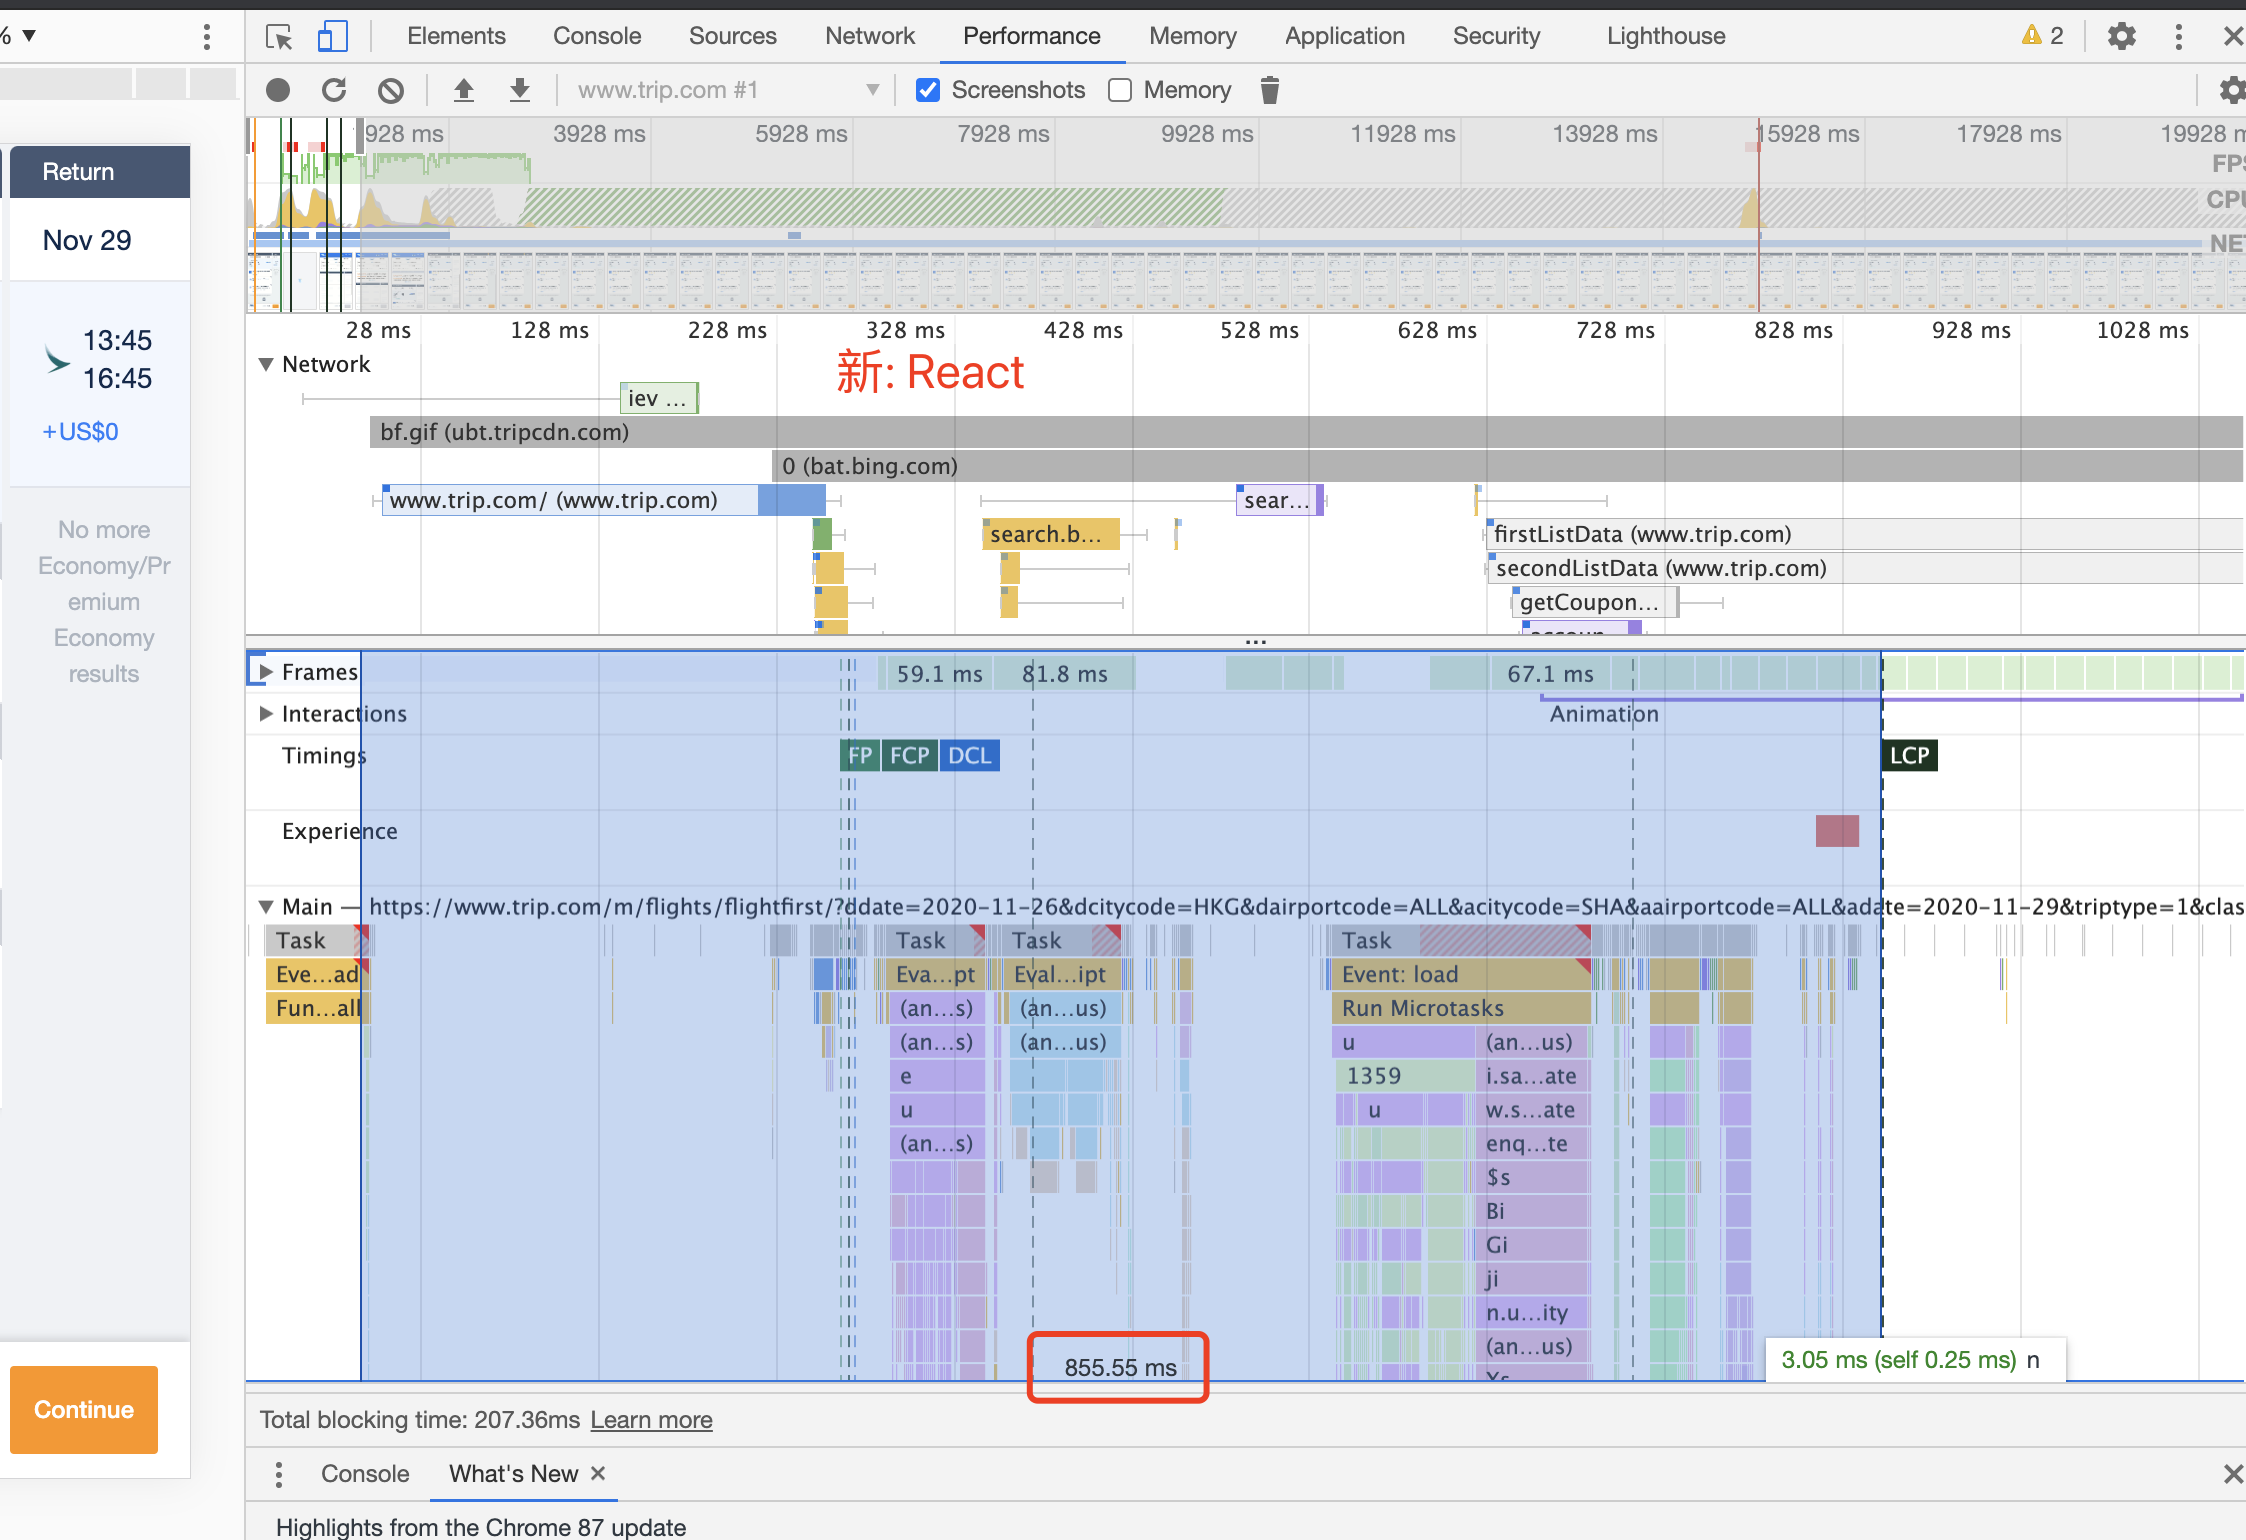 % ▼
Elements Console Sources Network Performance Memory Application Security Lighthouse 2
www.trip.com #1 Screenshots Memory
928 ms 3928 ms 5928 ms 7928 ms 9928 ms 11928 ms 13928 ms 15928 ms 17928 ms 19928 m
FPS
CPU
NET
Return
Nov 29
13:45
16:45
+US$0
No more
Economy/Pr
emium
Economy
results
Continue
28 ms 128 ms 228 ms 328 ms 428 ms 528 ms 628 ms 728 ms 828 ms 928 ms 1028 ms
Network
新: React
iev ...
bf.gif (ubt.tripcdn.com)
0 (bat.bing.com)
www.trip.com/ (www.trip.com) sear...
search.b... firstListData (www.trip.com)
secondListData (www.trip.com)
getCoupon...
...
Frames 59.1 ms 81.8 ms 67.1 ms
Interactions Animation
Timings FP FCP DCL LCP
Experience
Main — https://www.trip.com/m/flights/flightfirst/?ddate=2020-11-26&dcitycode=HKG&dairportcode=ALL&acitycode=SHA&aairportcode=ALL&adate=2020-11-29&triptype=1&clas
Task Task Task Task
Eve...ad Eva...pt Eval...ipt Event: load
Fun...all (an...s) (an...us) Run Microtasks
(an...s) (an...us) u (an...us)
e 1359 i.sa...ate
u u w.s...ate
(an...s) enq...te
$s
Bi
Gi
ji
n.u...ity
(an...us)
855.55 ms 3.05 ms (self 0.25 ms) n
Total blocking time: 207.36ms Learn more
Console What's New ×
Highlights from the Chrome 87 update